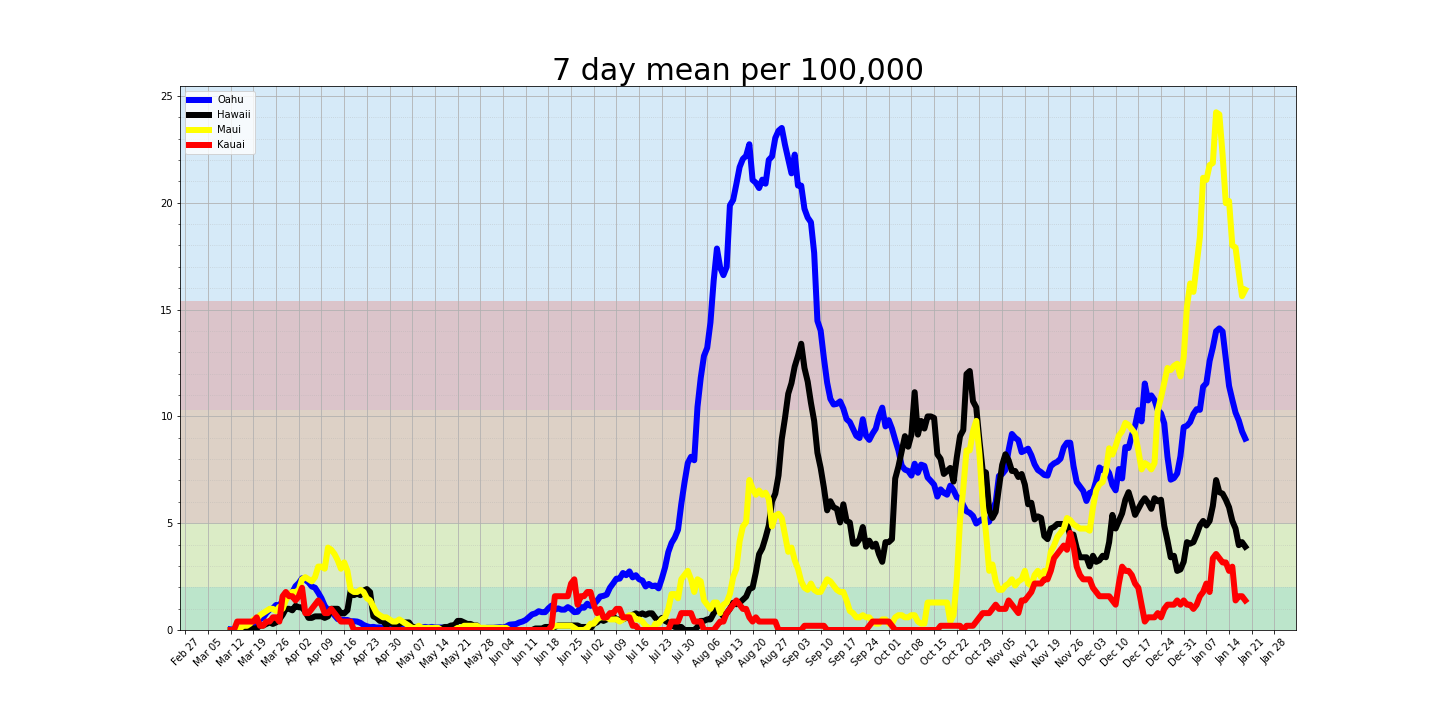 7 day mean per 100,000
Oahu
Hawaii
Maui
Kauai
25
20
15
10
5
0
Feb 27
Mar 05
Mar 12
Mar 19
Mar 26
Apr 02
Apr 09
Apr 16
Apr 23
Apr 30
May 07
May 14
May 21
May 28
Jun 04
Jun 11
Jun 18
Jun 25
Jul 02
Jul 09
Jul 16
Jul 23
Jul 30
Aug 06
Aug 13
Aug 20
Aug 27
Sep 03
Sep 10
Sep 17
Sep 24
Oct 01
Oct 08
Oct 15
Oct 22
Oct 29
Nov 05
Nov 12
Nov 19
Nov 26
Dec 03
Dec 10
Dec 17
Dec 24
Dec 31
Jan 07
Jan 14
Jan 21
Jan 28